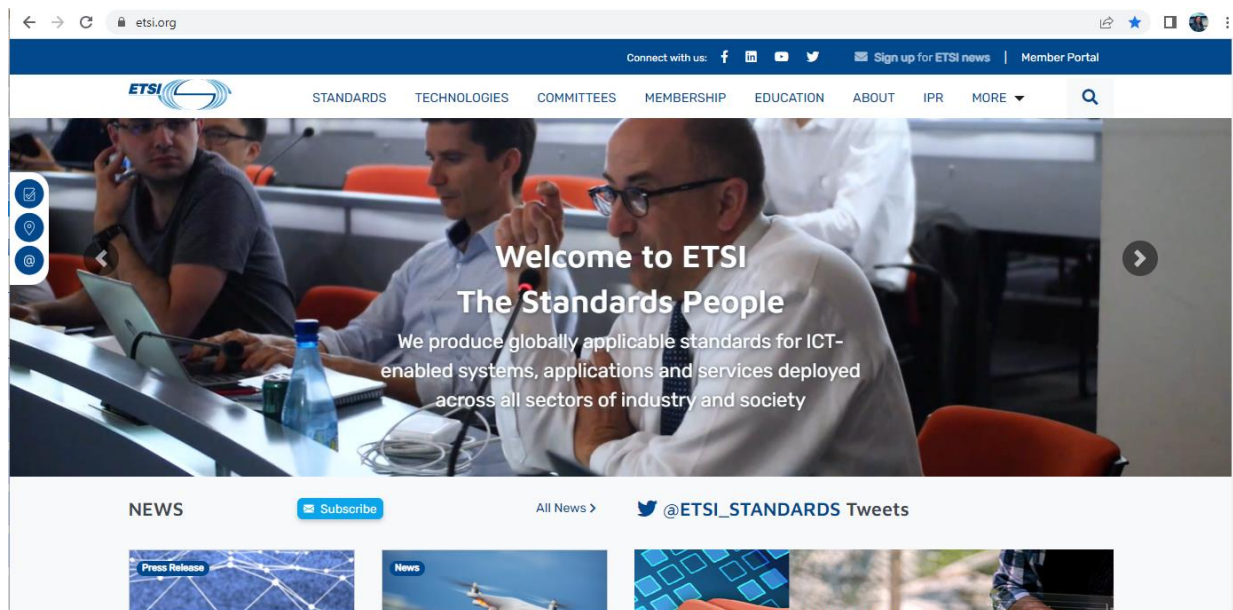 etsi.org
Connect with us:
Sign up for ETSI news | Member Portal
ETSI
STANDARDS TECHNOLOGIES COMMITTEES MEMBERSHIP EDUCATION ABOUT IPR MORE
Welcome to ETSI
The Standards People
We produce globally applicable standards for ICT-
enabled systems, applications and services deployed
across all sectors of industry and society
NEWS
Subscribe
All News >
@ETSI_STANDARDS Tweets
Press Release
News